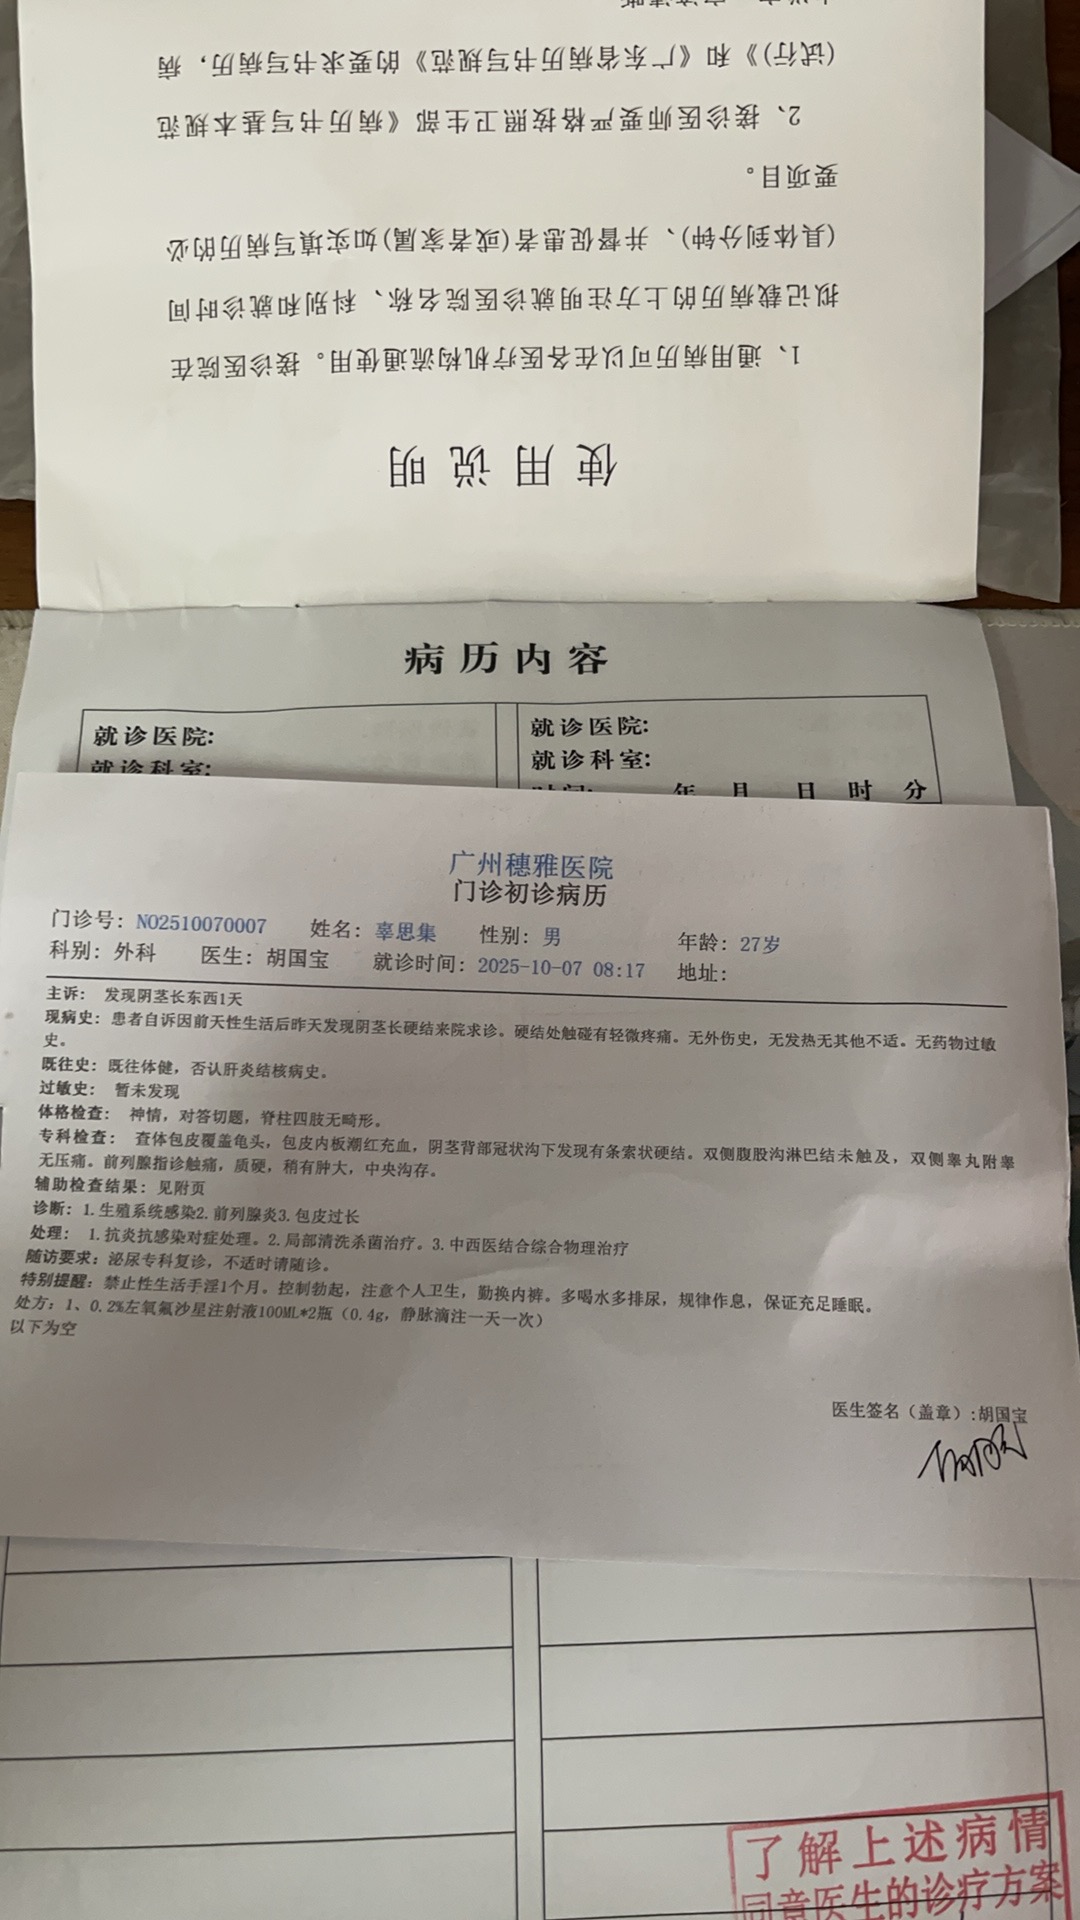 使用说明
1、通用病历可以在各医疗机构流通使用。接诊医院在
拟记载病历的上方注明就诊医院名称、科别和就诊时间
(具体到分钟)、并督促患者(或者家属)如实填写病历的必
要项目。
2、接诊医师要严格按照卫生部《病历书写基本规范
(试行)》和《广东省病历书写规范》的要求书写病历，病
病历内容
就诊医院:
就诊科室:
就诊医院:
就诊科室:
时间: 年 月 日 时 分
广州穗雅医院
门诊初诊病历
门诊号: NO2510070007 姓名: 辜思集 性别: 男 年龄: 27岁
科别: 外科 医生: 胡国宝 就诊时间: 2025-10-07 08:17 地址:
主诉: 发现阴茎长东西1天
现病史: 患者自诉因前天性生活后昨天发现阴茎长硬结来院求诊。硬结处触碰有轻微疼痛。无外伤史，无发热无其他不适。无药物过敏
史。
既往史: 既往体健，否认肝炎结核病史。
过敏史: 暂未发现
体格检查: 神情，对答切题，脊柱四肢无畸形。
专科检查: 查体包皮覆盖龟头，包皮内板潮红充血，阴茎背部冠状沟下发现有条索状硬结。双侧腹股沟淋巴结未触及，双侧睾丸附睾
无压痛。前列腺指诊触痛，质硬，稍有肿大，中央沟存。
辅助检查结果: 见附页
诊断: 1.生殖系统感染2.前列腺炎3.包皮过长
处理: 1.抗炎抗感染对症处理。2.局部清洗杀菌治疗。3.中西医结合综合物理治疗
随访要求: 泌尿专科复诊，不适时请随诊。
特别提醒: 禁止性生活手淫1个月。控制勃起，注意个人卫生，勤换内裤。多喝水多排尿，规律作息，保证充足睡眠。
处方: 1、0.2%左氧氟沙星注射液100ML*2瓶（0.4g，静脉滴注一天一次）
以下为空
医生签名（盖章）:胡国宝
了解上述病情
同意医生的诊疗方案